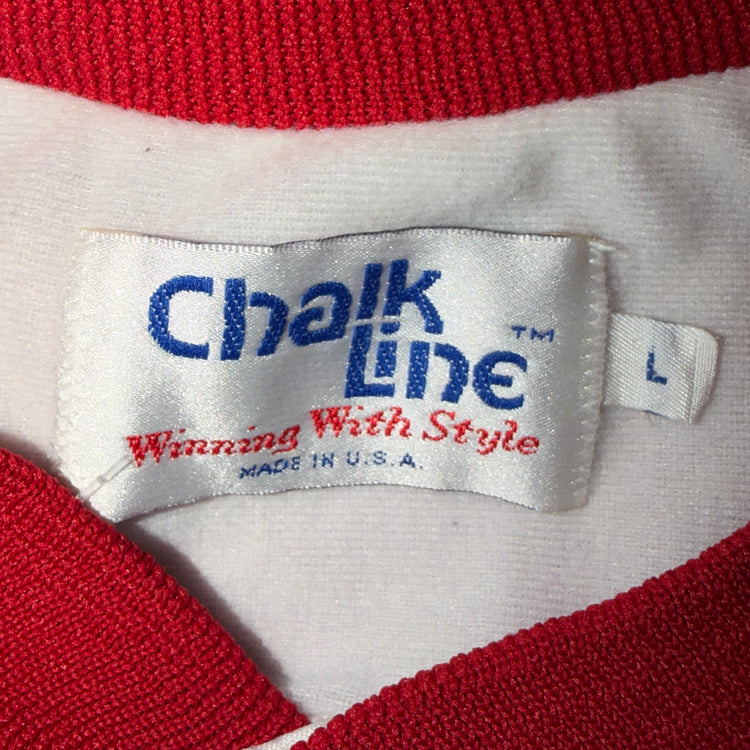 Chalk
Line™
Winning With Style
MADE IN U.S.A.
L